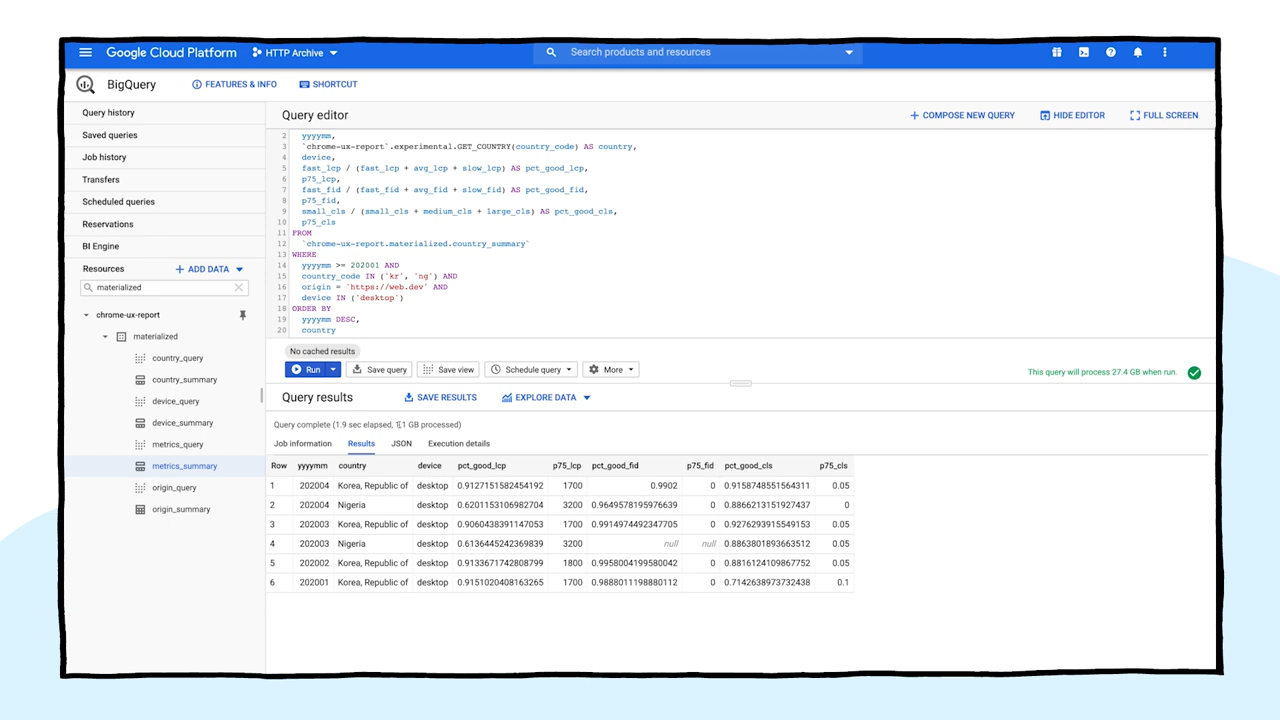 Google Cloud Platform HTTP Archive Search products and resources
BigQuery FEATURES & INFO SHORTCUT
Query history
Saved queries
Job history
Transfers
Scheduled queries
Reservations
BI Engine
Resources + ADD DATA
materialized
chrome-ux-report
materialized
country_query
country_summary
device_query
device_summary
metrics_query
metrics_summary
origin_query
origin_summary
Query editor + COMPOSE NEW QUERY HIDE EDITOR FULL SCREEN
2 yyyymm,
3 `chrome-ux-report`.experimental.GET_COUNTRY(country_code) AS country,
4 device,
5 fast_lcp / (fast_lcp + avg_lcp + slow_lcp) AS pct_good_lcp,
6 p75_lcp,
7 fast_fid / (fast_fid + avg_fid + slow_fid) AS pct_good_fid,
8 p75_fid,
9 small_cls / (small_cls + medium_cls + large_cls) AS pct_good_cls,
10 p75_cls
11 FROM
12 `chrome-ux-report.materialized.country_summary`
13 WHERE
14 yyyymm >= 202001 AND
15 country_code IN ('kr', 'ng') AND
16 origin = 'https://web.dev' AND
17 device IN ('desktop')
18 ORDER BY
19 yyyymm DESC,
20 country
No cached results
Run Save query Save view Schedule query More This query will process 27.4 GB when run.
Query results SAVE RESULTS EXPLORE DATA
Query complete (1.9 sec elapsed, 1 GB processed)
Job information Results JSON Execution details
Row yyyymm country device pct_good_lcp p75_lcp pct_good_fid p75_fid pct_good_cls p75_cls
1 202004 Korea, Republic of desktop 0.9127151582454192 1700 0.9902 0 0.9158748551564311 0.05
2 202004 Nigeria desktop 0.6201153106982704 3200 0.9649578195976639 0 0.8866213151927437 0
3 202003 Korea, Republic of desktop 0.9060438391147053 1700 0.9914974492347705 0 0.9276293915549153 0.05
4 202003 Nigeria desktop 0.6136445242369839 3200 null null 0.8863801893663512 0.05
5 202002 Korea, Republic of desktop 0.9133671742808799 1800 0.9958004199580042 0 0.8816124109867752 0.05
6 202001 Korea, Republic of desktop 0.9151020408163265 1700 0.9888011198880112 0 0.7142638973732438 0.1